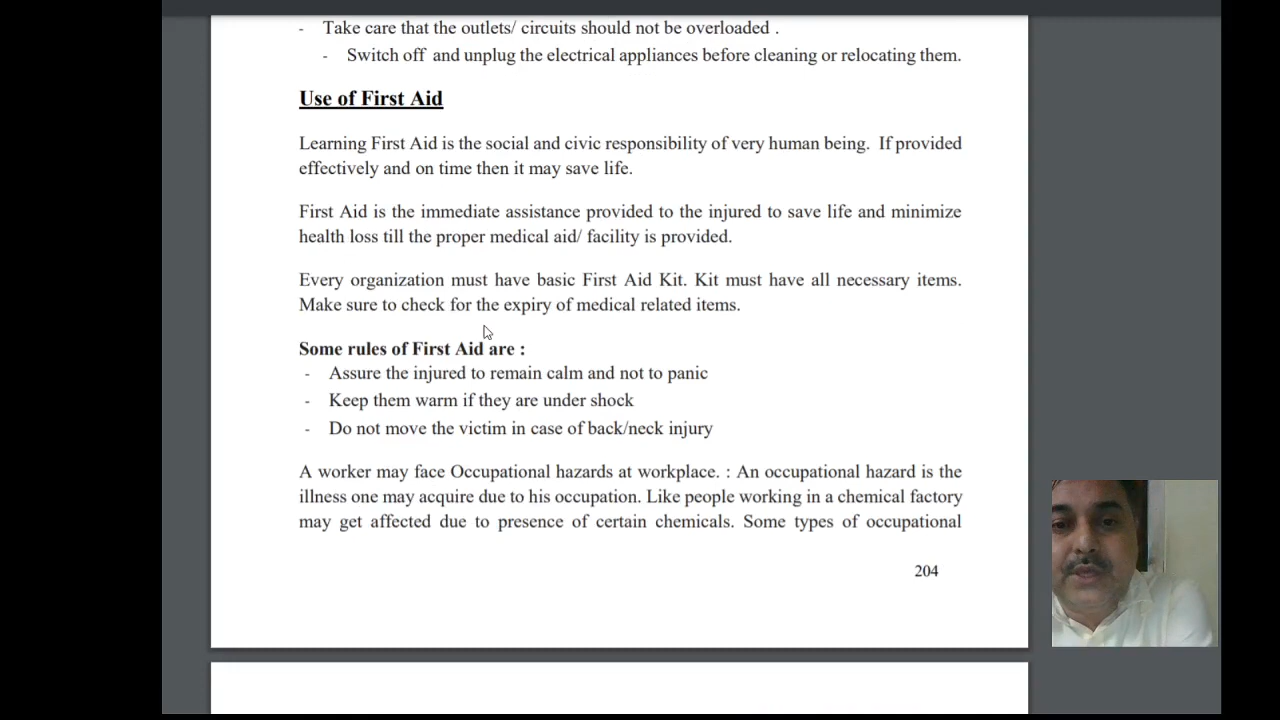 - Take care that the outlets/ circuits should not be overloaded .
- Switch off and unplug the electrical appliances before cleaning or relocating them.
Use of First Aid
Learning First Aid is the social and civic responsibility of very human being. If provided
effectively and on time then it may save life.
First Aid is the immediate assistance provided to the injured to save life and minimize
health loss till the proper medical aid/ facility is provided.
Every organization must have basic First Aid Kit. Kit must have all necessary items.
Make sure to check for the expiry of medical related items.
Some rules of First Aid are :
- Assure the injured to remain calm and not to panic
- Keep them warm if they are under shock
- Do not move the victim in case of back/neck injury
A worker may face Occupational hazards at workplace. : An occupational hazard is the
illness one may acquire due to his occupation. Like people working in a chemical factory
may get affected due to presence of certain chemicals. Some types of occupational
204